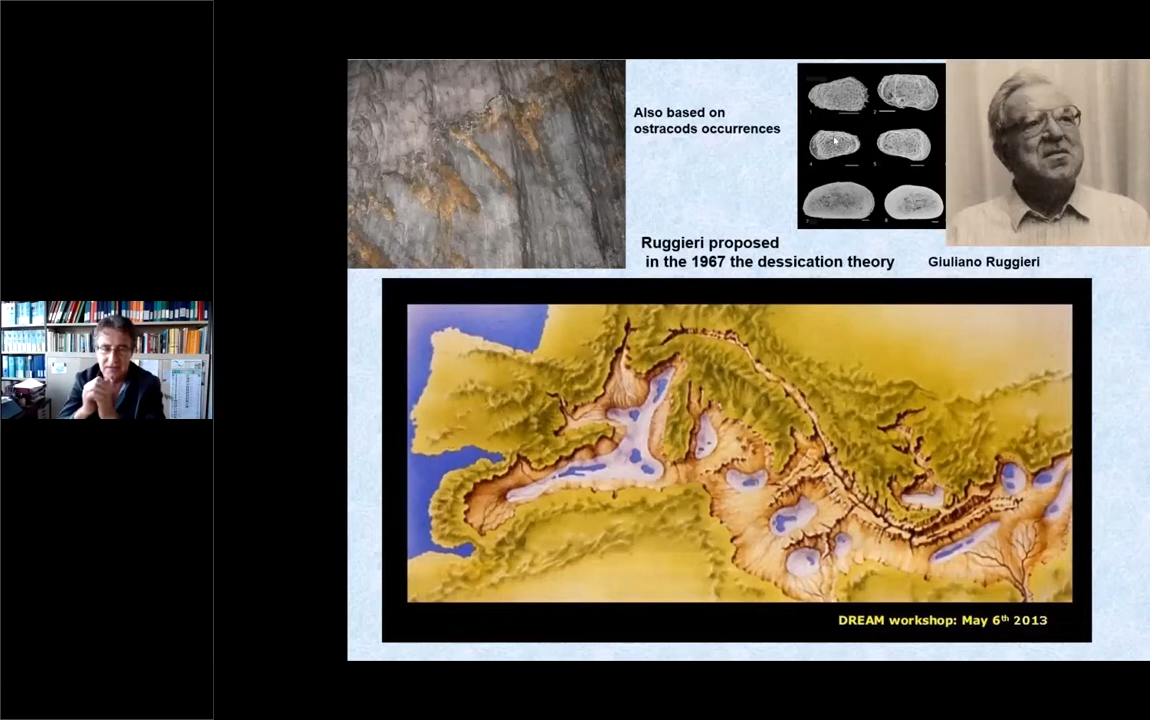 Also based on
ostracods occurrences
Ruggieri proposed
in the 1967 the dessication theory
Giuliano Ruggieri
DREAM workshop: May 6th 2013